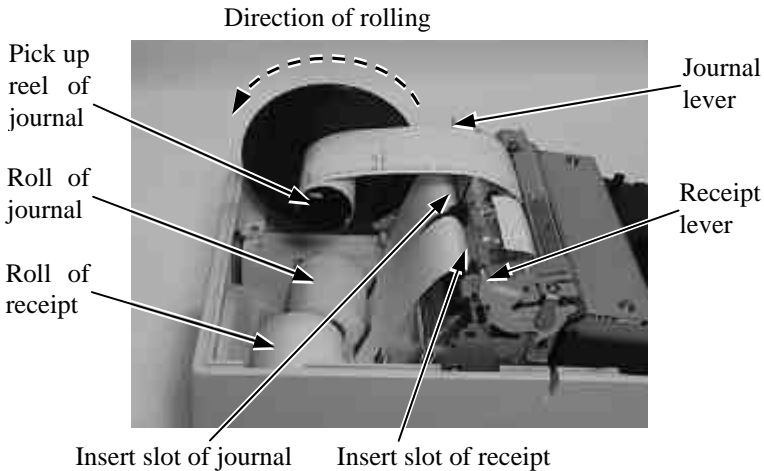 Direction of rolling
Pick up
reel of
journal
Journal
lever
Roll of
journal
Receipt
lever
Roll of
receipt
Insert slot of journal
Insert slot of receipt